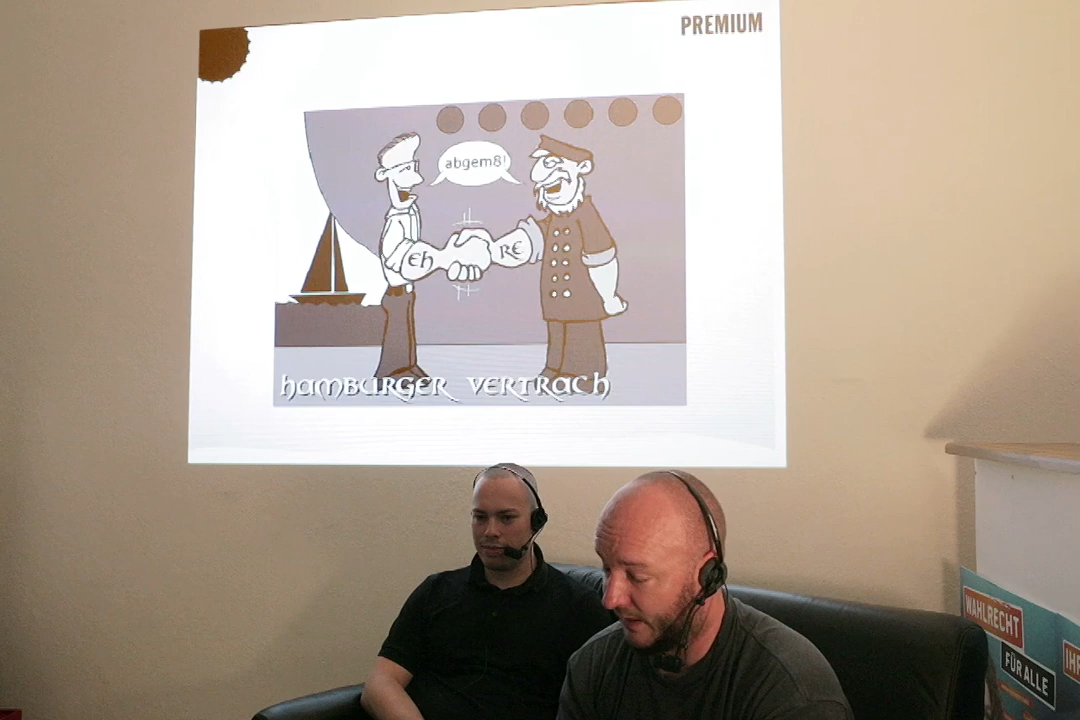 PREMIUM
abgem8!
EH RE
HAMBURGER VERTRACH
WAHLRECHT
FÜR ALLE